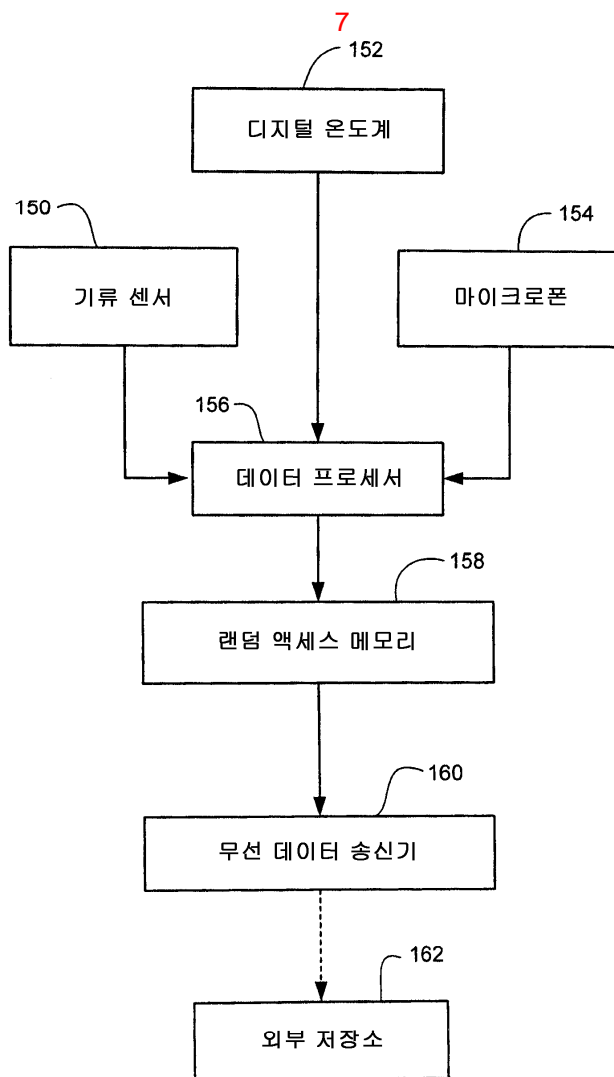 7
152
디지털 온도계
150
154
기류 센서
마이크로폰
156
데이터 프로세서
158
랜덤 액세스 메모리
160
무선 데이터 송신기
162
외부 저장소